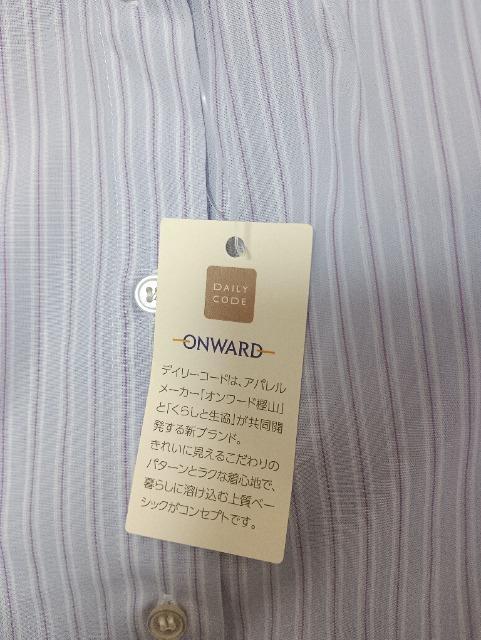 DAILY
CODE
ONWARD
デイリーコードは、アパレル
メーカー「オンワード樫山」
と「くらしと生協」が共同開
発する新ブランド。
きれいに見えるこだわりの
パターンとラクな着心地で、
暮らしに溶け込む上質ベー
シックがコンセプトです。